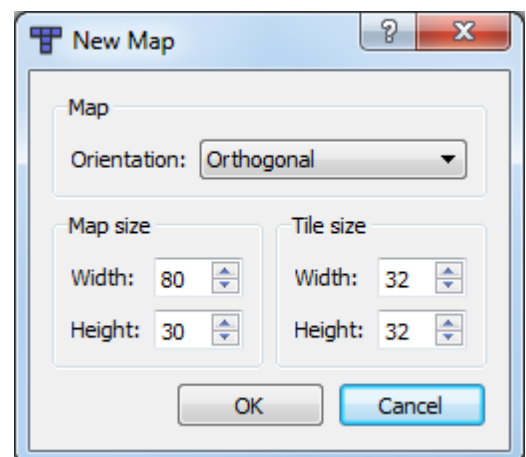 New Map
Map
Orientation: Orthogonal
Map size
Width: 80
Height: 30
Tile size
Width: 32
Height: 32
OK Cancel